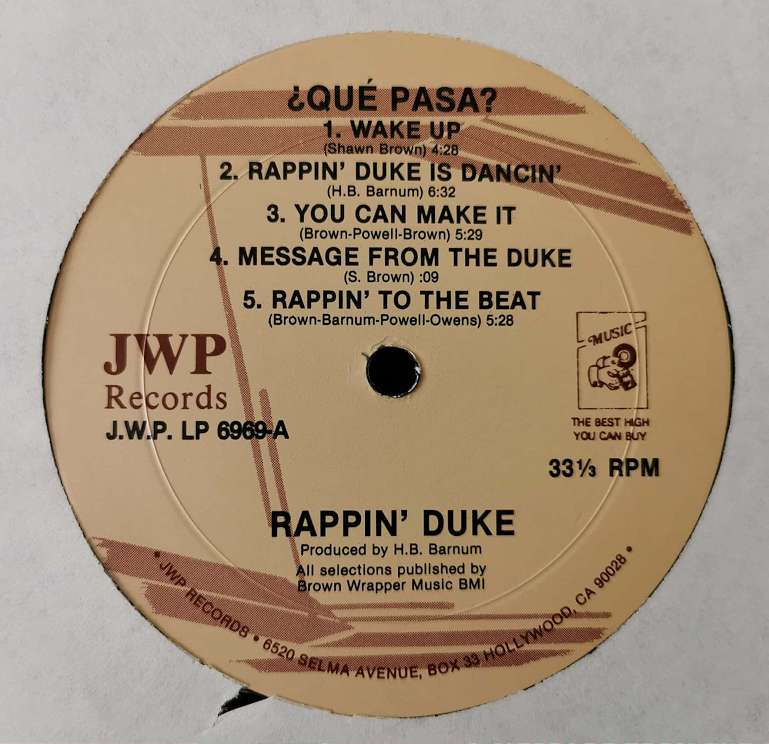 ¿QUÉ PASA?
1. WAKE UP
(Shawn Brown) 4:28
2. RAPPIN' DUKE IS DANCIN'
(H.B. Barnum) 6:32
3. YOU CAN MAKE IT
(Brown-Powell-Brown) 5:29
4. MESSAGE FROM THE DUKE
(S. Brown) :09
5. RAPPIN' TO THE BEAT
(Brown-Barnum-Powell-Owens) 5:28
JWP
Records
J.W.P. LP 6969-A
MUSIC
THE BEST HIGH
YOU CAN BUY
33⅓ RPM
RAPPIN' DUKE
Produced by H.B. Barnum
All selections published by
Brown Wrapper Music BMI
• JWP RECORDS • 6520 SELMA AVENUE, BOX 33 HOLLYWOOD, CA 90028 •